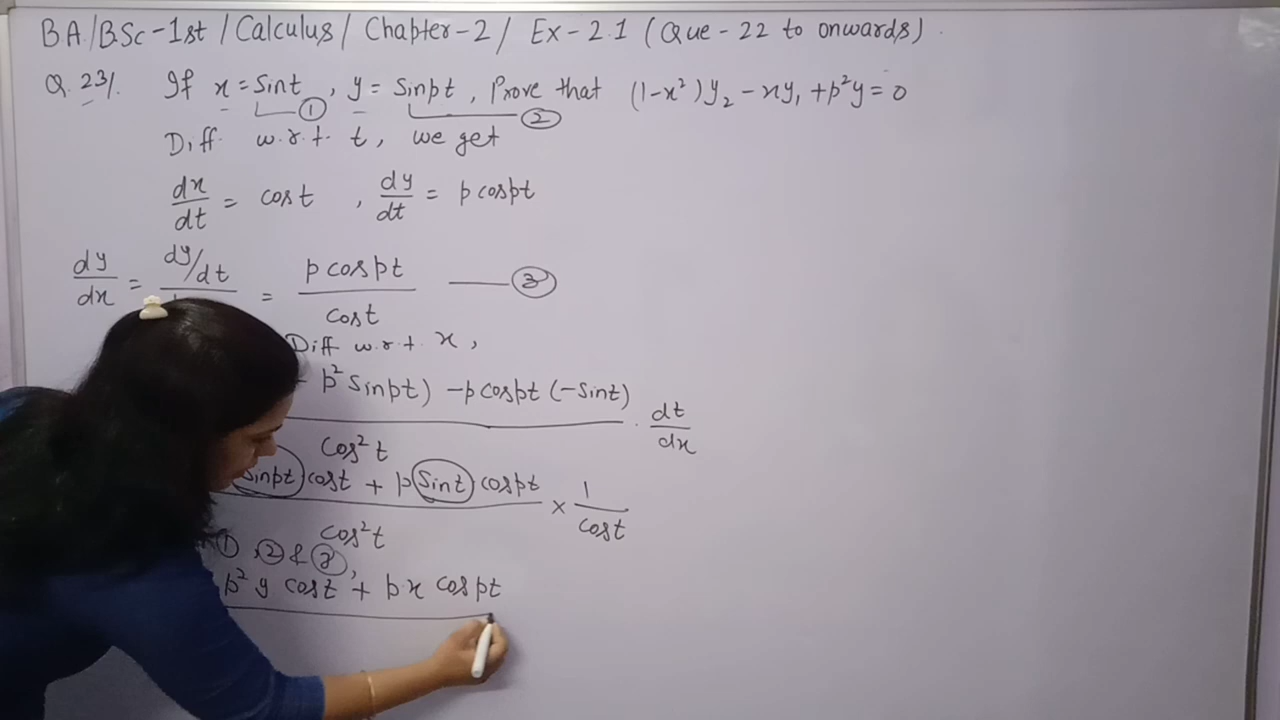 BA/BSc-1st / Calculus / Chapter-2 / Ex-2.1 (Que-22 to onwards).
Q.23/. If x = Sint, y = Sinpt, Prove that (1-x²)y₂ - xy₁ + p²y = 0
① ②
Diff. w.r.t. t, we get
dx/dt = cost, dy/dt = p cospt
dy/dx = dy/dt = p cospt / cost — ③
Diff w.r.t. x,
p² Sinpt) - p cospt (-Sint) / Cos²t . dt/dx
Sinpt cost + p Sint cospt / Cos²t × 1/cost
①, ② & ③,
p² y cost + p x cospt